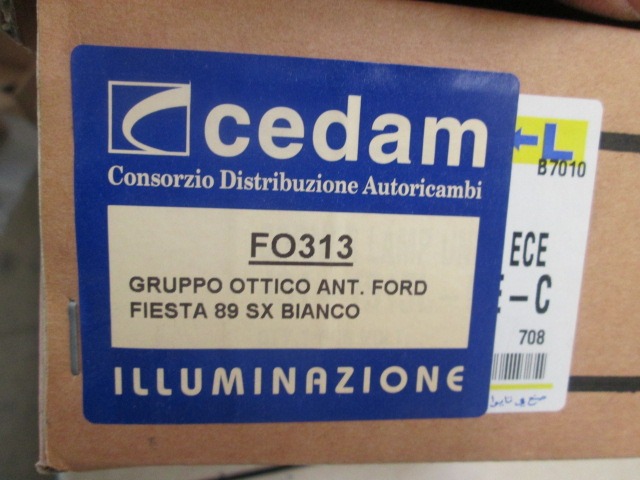 cedam
Consorzio Distribuzione Autoricambi
FO313
GRUPPO OTTICO ANT. FORD
FIESTA 89 SX BIANCO
ILLUMINAZIONE
L
B7010
ECE
-C
708